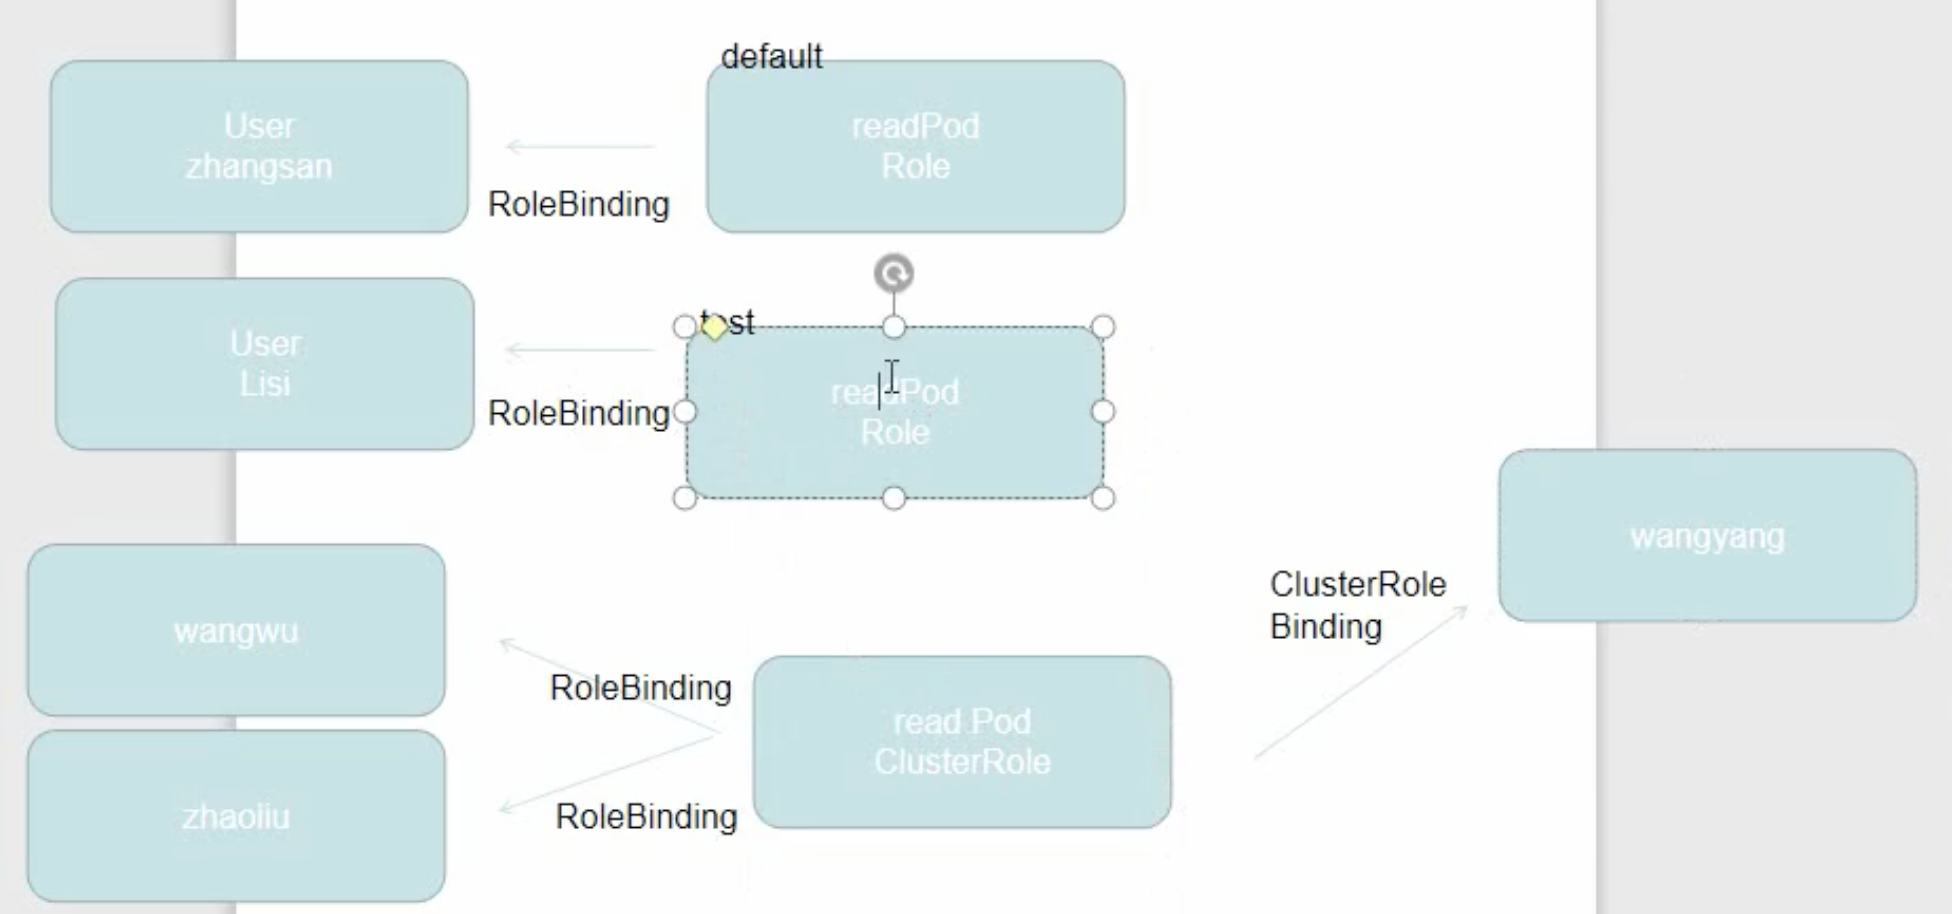 default
User
zhangsan
readPod
Role
RoleBinding
test
User
Lisi
readPod
Role
RoleBinding
wangyang
ClusterRole
Binding
wangwu
RoleBinding
read Pod
ClusterRole
zhaoliu
RoleBinding